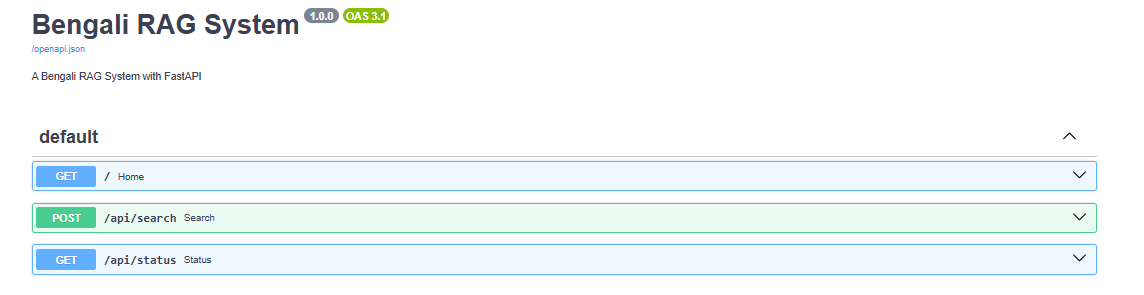 Bengali RAG System 1.0.0 OAS 3.1
/openapi.json
A Bengali RAG System with FastAPI
default
GET / Home
POST /api/search Search
GET /api/status Status